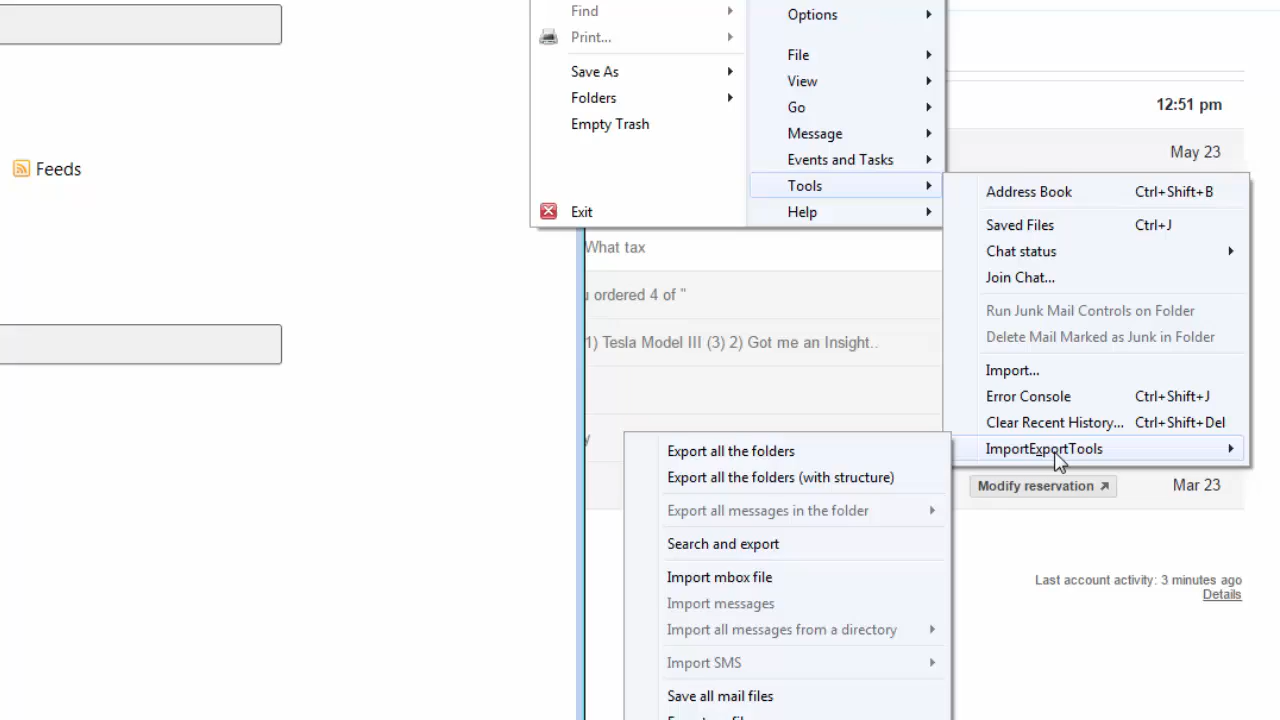 Feeds
Find
Print...
Save As
Folders
Empty Trash
Exit
Options
File
View
Go
Message
Events and Tasks
Tools
Help
12:51 pm
May 23
Address Book Ctrl+Shift+B
Saved Files Ctrl+J
Chat status
Join Chat...
Run Junk Mail Controls on Folder
Delete Mail Marked as Junk in Folder
Import...
Error Console Ctrl+Shift+J
Clear Recent History... Ctrl+Shift+Del
ImportExportTools
What tax
ordered 4 of "
1) Tesla Model III (3) 2) Got me an Insight..
Export all the folders
Export all the folders (with structure)
Export all messages in the folder
Search and export
Import mbox file
Import messages
Import all messages from a directory
Import SMS
Save all mail files
Modify reservation
Mar 23
Last account activity: 3 minutes ago
Details